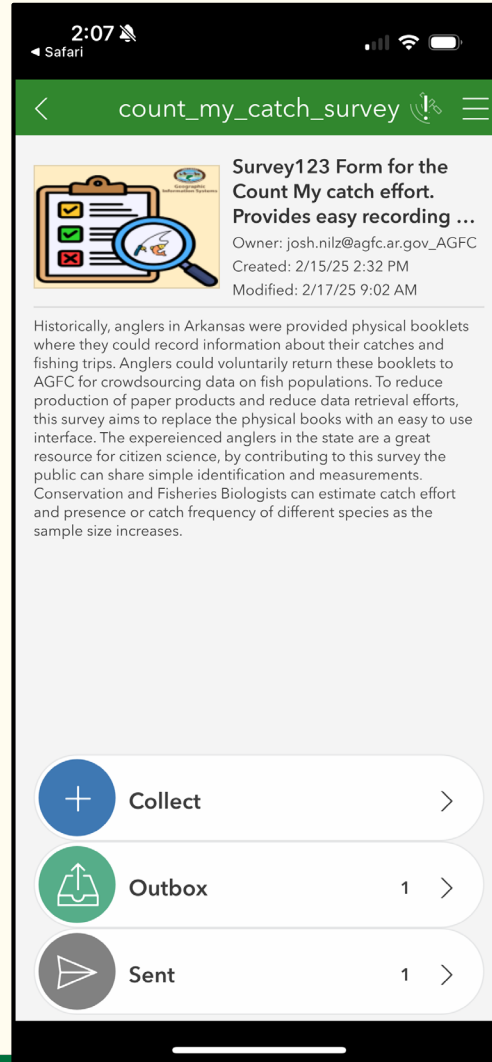 2:07
◀ Safari
count_my_catch_survey
Geographic
Information Systems
Survey123 Form for the
Count My catch effort.
Provides easy recording ...
Owner: josh.nilz@agfc.ar.gov_AGFC
Created: 2/15/25 2:32 PM
Modified: 2/17/25 9:02 AM
Historically, anglers in Arkansas were provided physical booklets
where they could record information about their catches and
fishing trips. Anglers could voluntarily return these booklets to
AGFC for crowdsourcing data on fish populations. To reduce
production of paper products and reduce data retrieval efforts,
this survey aims to replace the physical books with an easy to use
interface. The expereienced anglers in the state are a great
resource for citizen science, by contributing to this survey the
public can share simple identification and measurements.
Conservation and Fisheries Biologists can estimate catch effort
and presence or catch frequency of different species as the
sample size increases.
Collect
Outbox 1
Sent 1